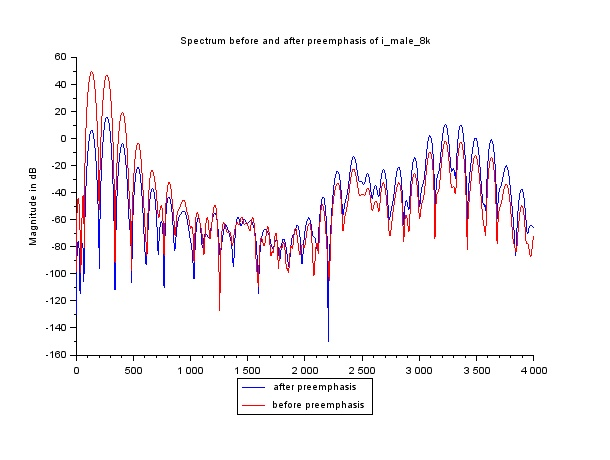 Spectrum before and after preemphasis of i_male_8k
60
40
20
0
-20
-40
-60
-80
-100
-120
-140
-160
Magnitude in dB
0 500 1 000 1 500 2 000 2 500 3 000 3 500 4 000
after preemphasis
before preemphasis